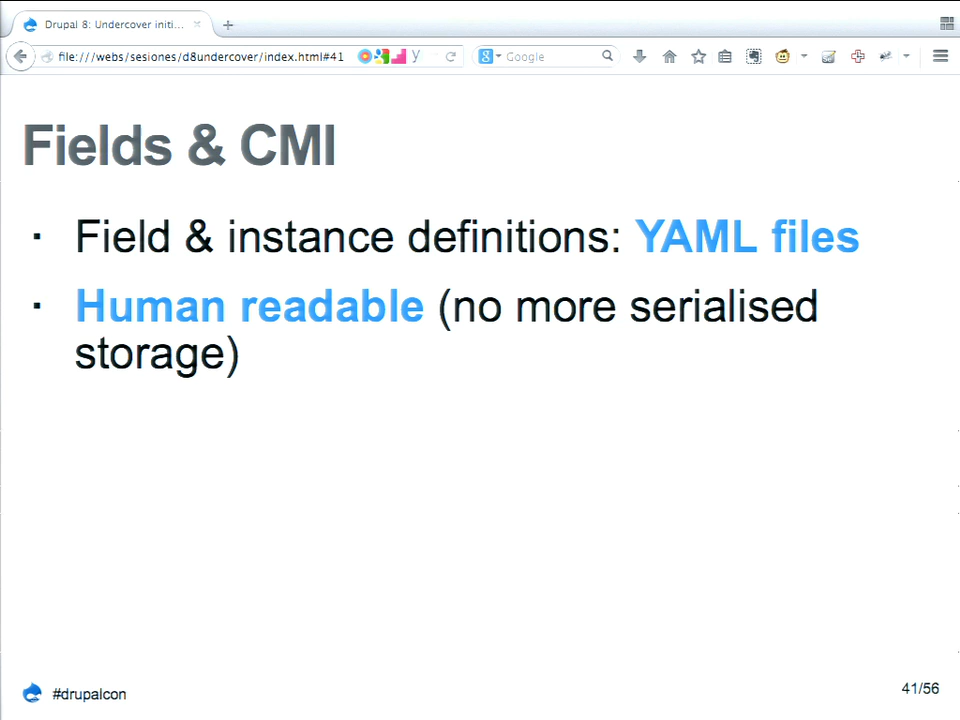 Drupal 8: Undercover initi...
file:///webs/sesiones/d8undercover/index.html#41
Google
Fields & CMI
· Field & instance definitions: YAML files
· Human readable (no more serialised
storage)
#drupalcon
41/56